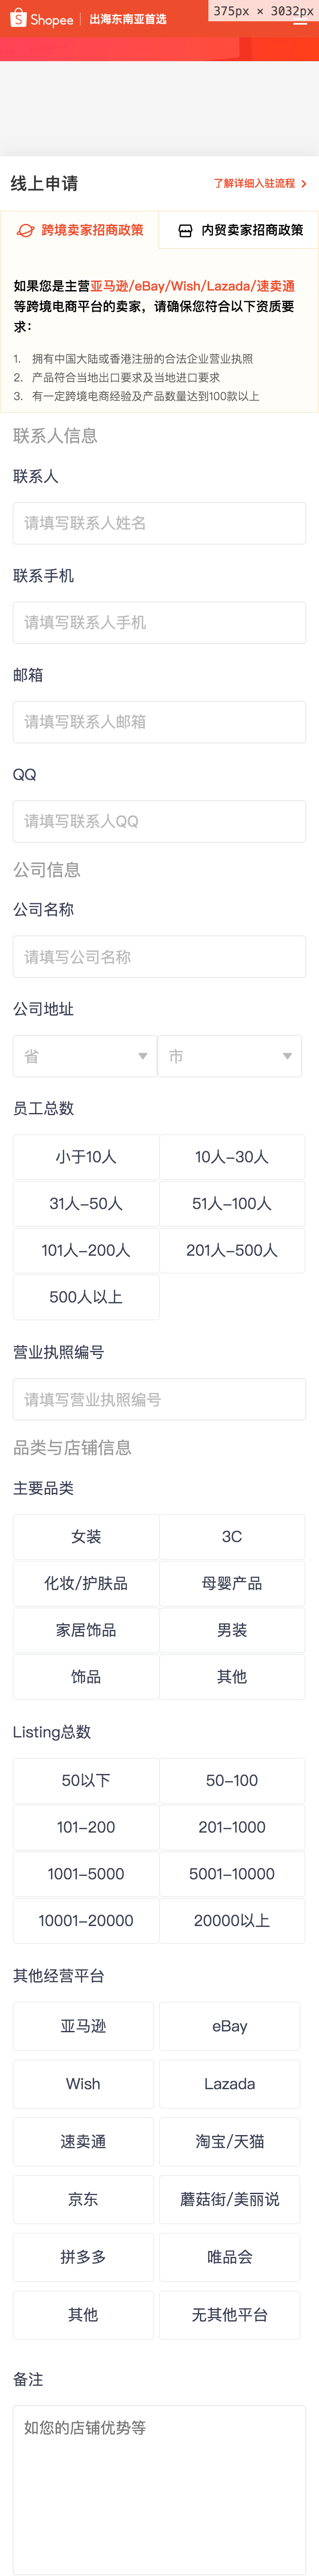 Shopee
出海东南亚首选
375px × 3032px
线上申请
了解详细入驻流程
跨境卖家招商政策
内贸卖家招商政策
如果您是主营亚马逊/eBay/Wish/Lazada/速卖通
等跨境电商平台的卖家，请确保您符合以下资质要
求：
1. 拥有中国大陆或香港注册的合法企业营业执照
2. 产品符合当地出口要求及当地进口要求
3. 有一定跨境电商经验及产品数量达到100款以上
联系人信息
联系人
请填写联系人姓名
联系手机
请填写联系人手机
邮箱
请填写联系人邮箱
QQ
请填写联系人QQ
公司信息
公司名称
请填写公司名称
公司地址
省
市
员工总数
小于10人
10人–30人
31人–50人
51人–100人
101人–200人
201人–500人
500人以上
营业执照编号
请填写营业执照编号
品类与店铺信息
主要品类
女装
3C
化妆/护肤品
母婴产品
家居饰品
男装
饰品
其他
Listing总数
50以下
50–100
101–200
201–1000
1001–5000
5001–10000
10001–20000
20000以上
其他经营平台
亚马逊
eBay
Wish
Lazada
速卖通
淘宝/天猫
京东
蘑菇街/美丽说
拼多多
唯品会
其他
无其他平台
备注
如您的店铺优势等